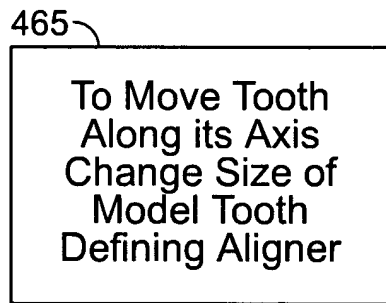 465
To Move Tooth
Along its Axis
Change Size of
Model Tooth
Defining Aligner